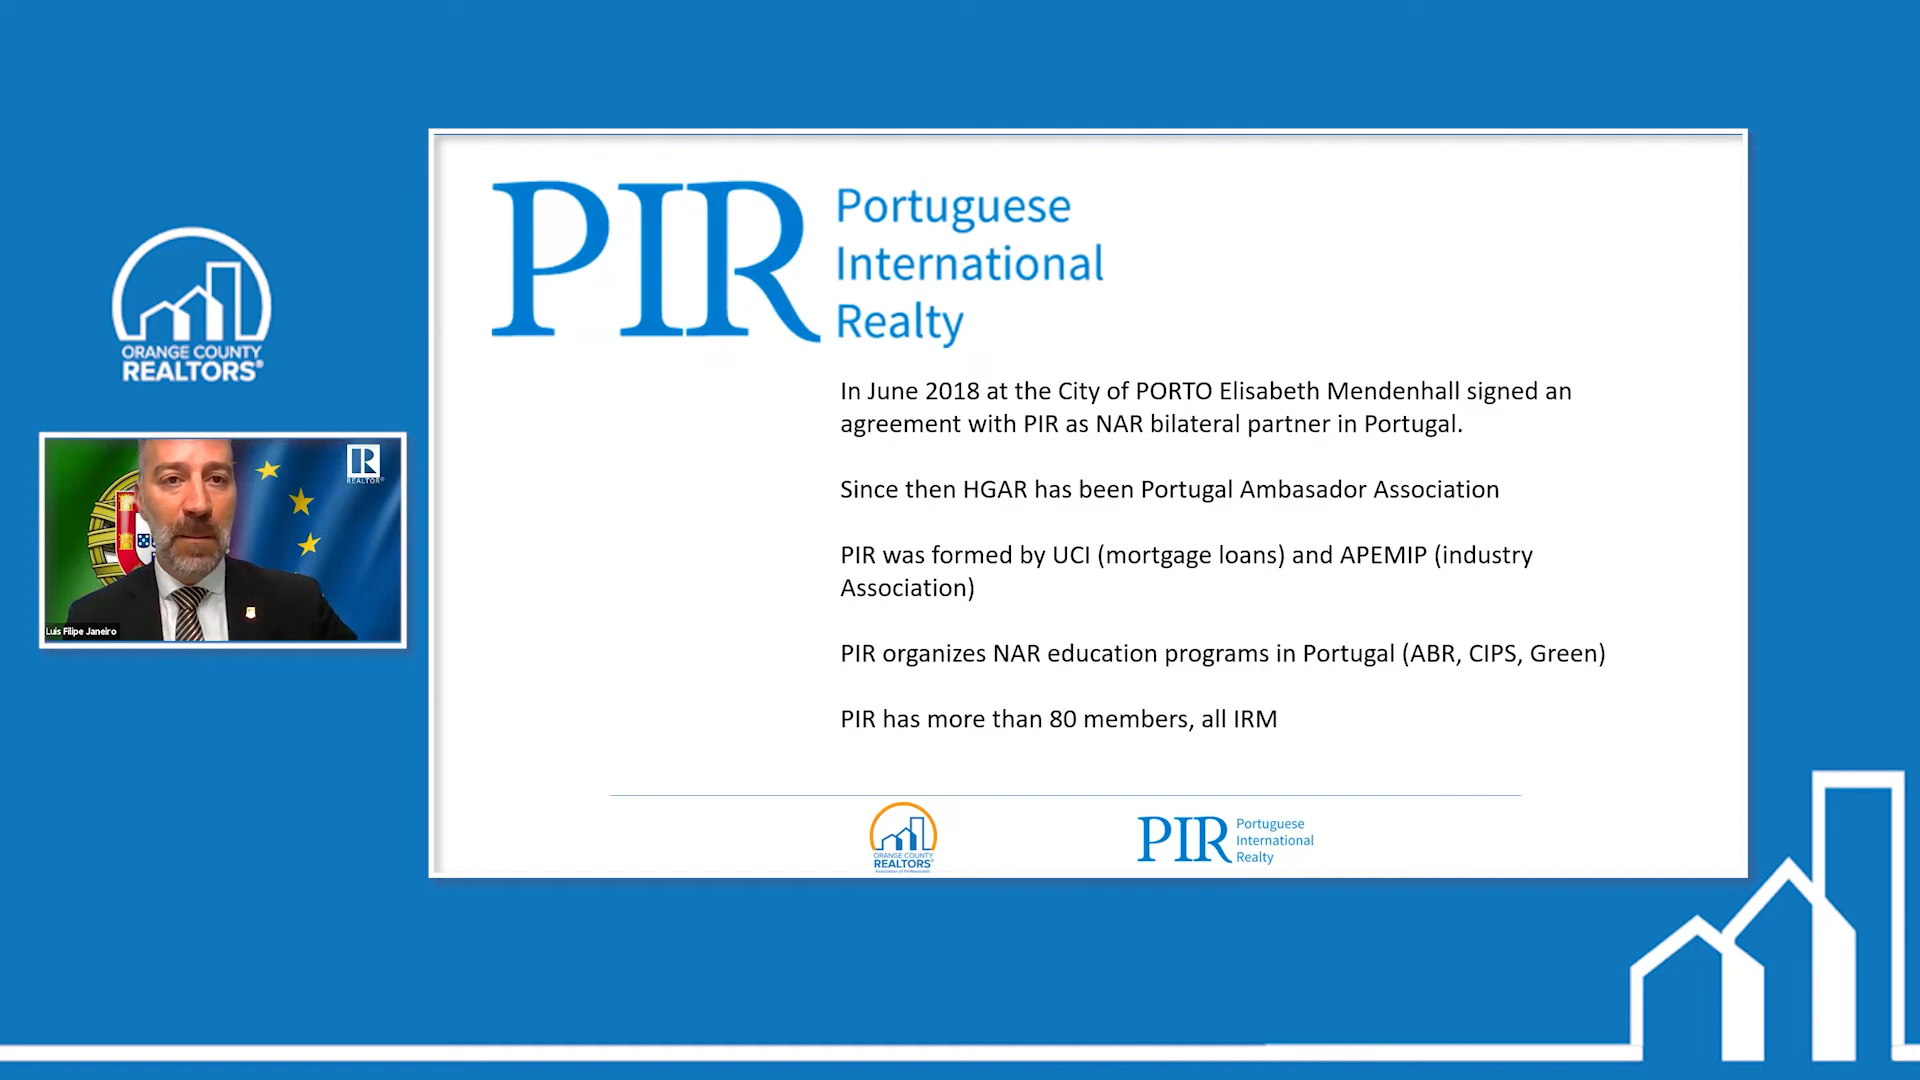 ORANGE COUNTY
REALTORS®
REALTOR®
Luis Filipe Janeiro
PIR
Portuguese
International
Realty
In June 2018 at the City of PORTO Elisabeth Mendenhall signed an
agreement with PIR as NAR bilateral partner in Portugal.
Since then HGAR has been Portugal Ambasador Association
PIR was formed by UCI (mortgage loans) and APEMIP (industry
Association)
PIR organizes NAR education programs in Portugal (ABR, CIPS, Green)
PIR has more than 80 members, all IRM
ORANGE COUNTY
REALTORS®
Association of Professionals
PIR
Portuguese
International
Realty